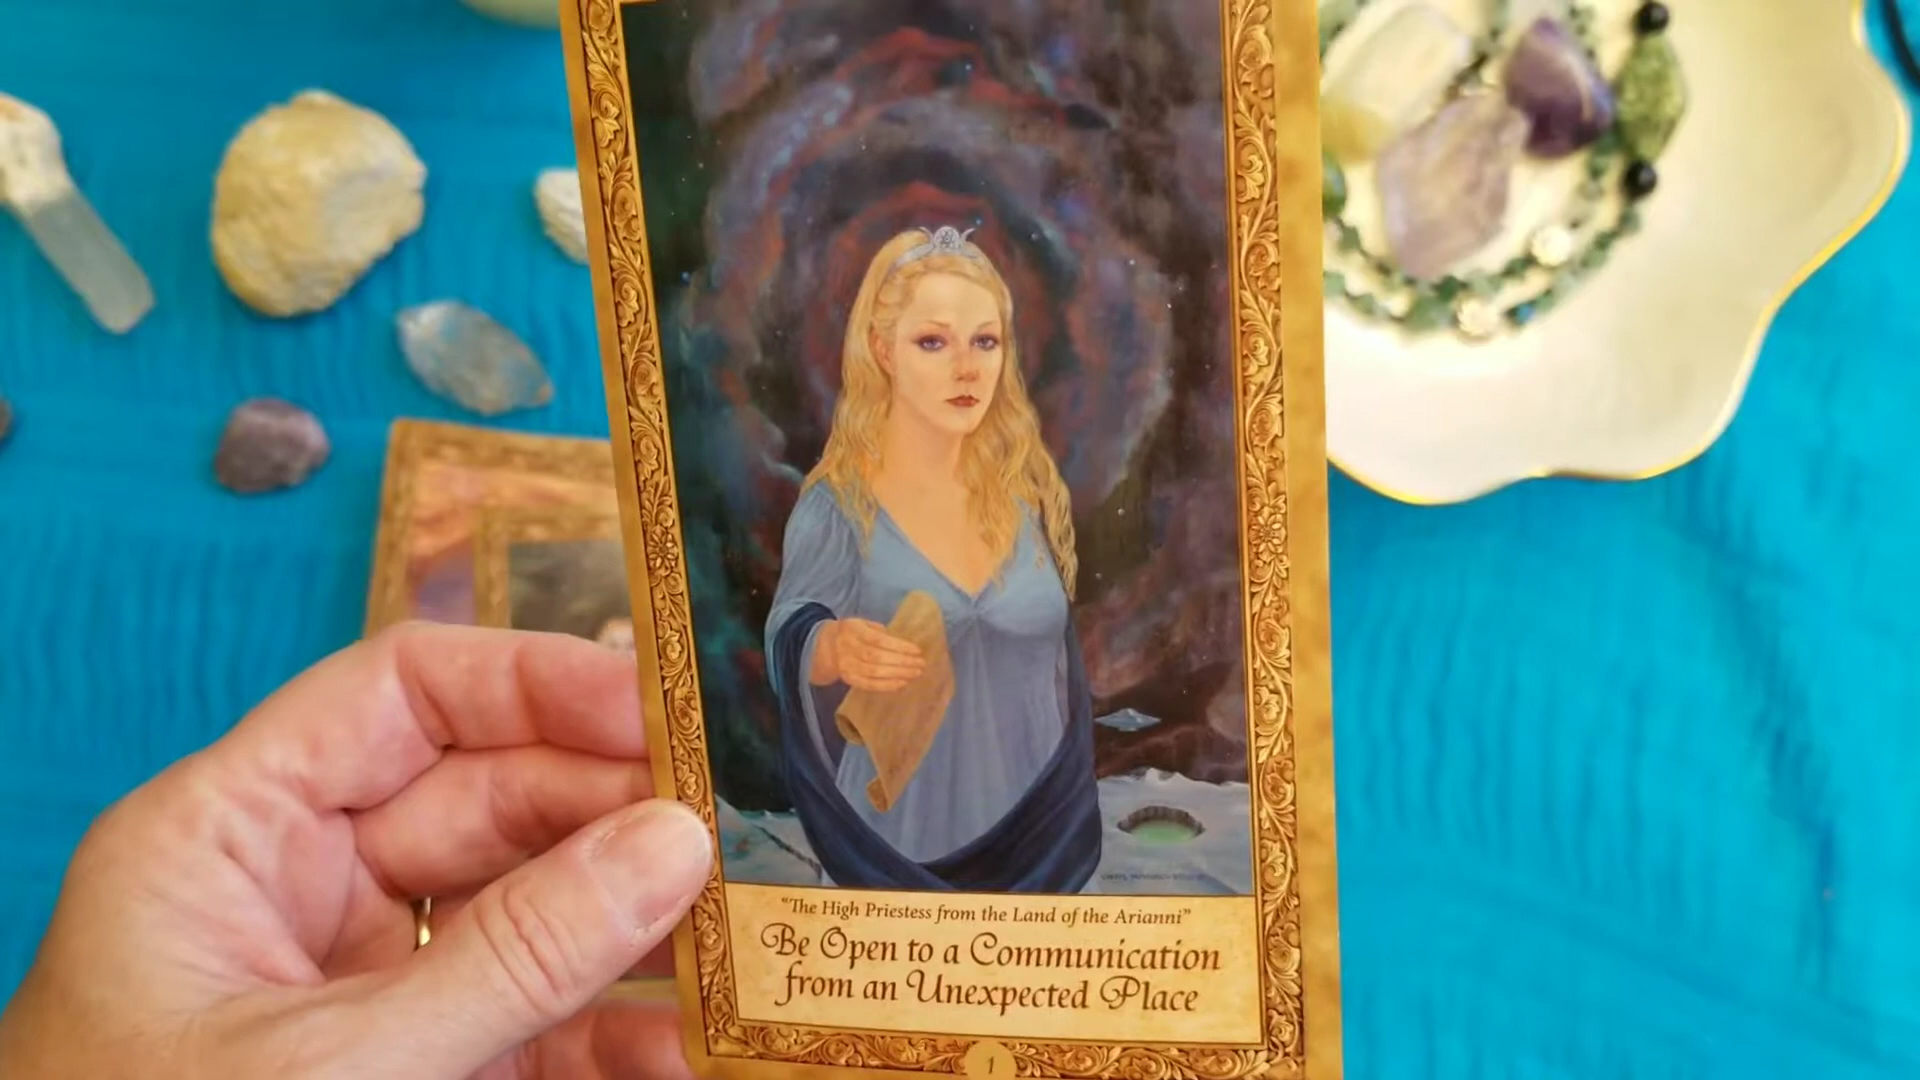 "The High Priestess from the Land of the Arianni"
Be Open to a Communication
from an Unexpected Place
1